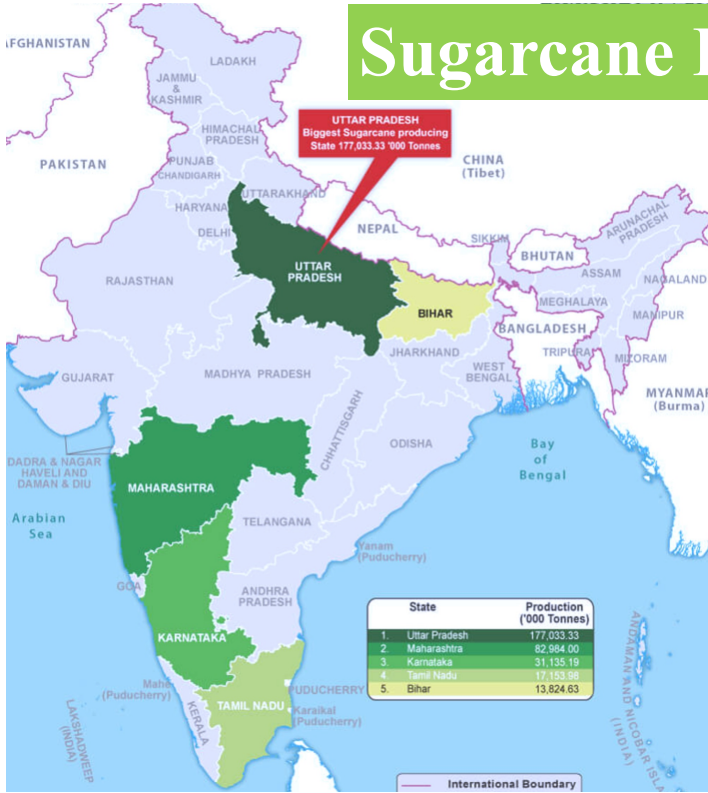 Sugarcane
AFGHANISTAN
LADAKH
JAMMU
&
KASHMIR
UTTAR PRADESH
Biggest Sugarcane producing
State 177,033.33 '000 Tonnes
HIMACHAL
PRADESH
PAKISTAN
PUNJAB
CHANDIGARH
CHINA
(Tibet)
UTTARAKHAND
HARYANA
DELHI
NEPAL
SIKKIM
ARUNACHAL
PRADESH
BHUTAN
UTTAR
PRADESH
RAJASTHAN
ASSAM
NAGALAND
MEGHALAYA
BIHAR
MANIPUR
BANGLADESH
JHARKHAND
TRIPURA
MIZORAM
GUJARAT
MADHYA PRADESH
WEST
BENGAL
MYANMAR
(Burma)
CHHATTISGARH
ODISHA
Bay
of
Bengal
DADRA & NAGAR
HAVELI AND
DAMAN & DIU
MAHARASHTRA
Arabian
Sea
TELANGANA
Yanam
(Puducherry)
GOA
ANDHRA
PRADESH
KARNATAKA
State Production
('000 Tonnes)
1. Uttar Pradesh 177,033.33
2. Maharashtra 82,984.00
3. Karnataka 31,135.19
4. Tamil Nadu 17,153.98
5. Bihar 13,824.63
Mahe
(Puducherry)
PUDUCHERRY
TAMIL NADU
Karaikal
(Puducherry)
KERALA
LAKSHADWEEP
(INDIA)
ANDAMAN AND NICOBAR
(INDIA)
International Boundary